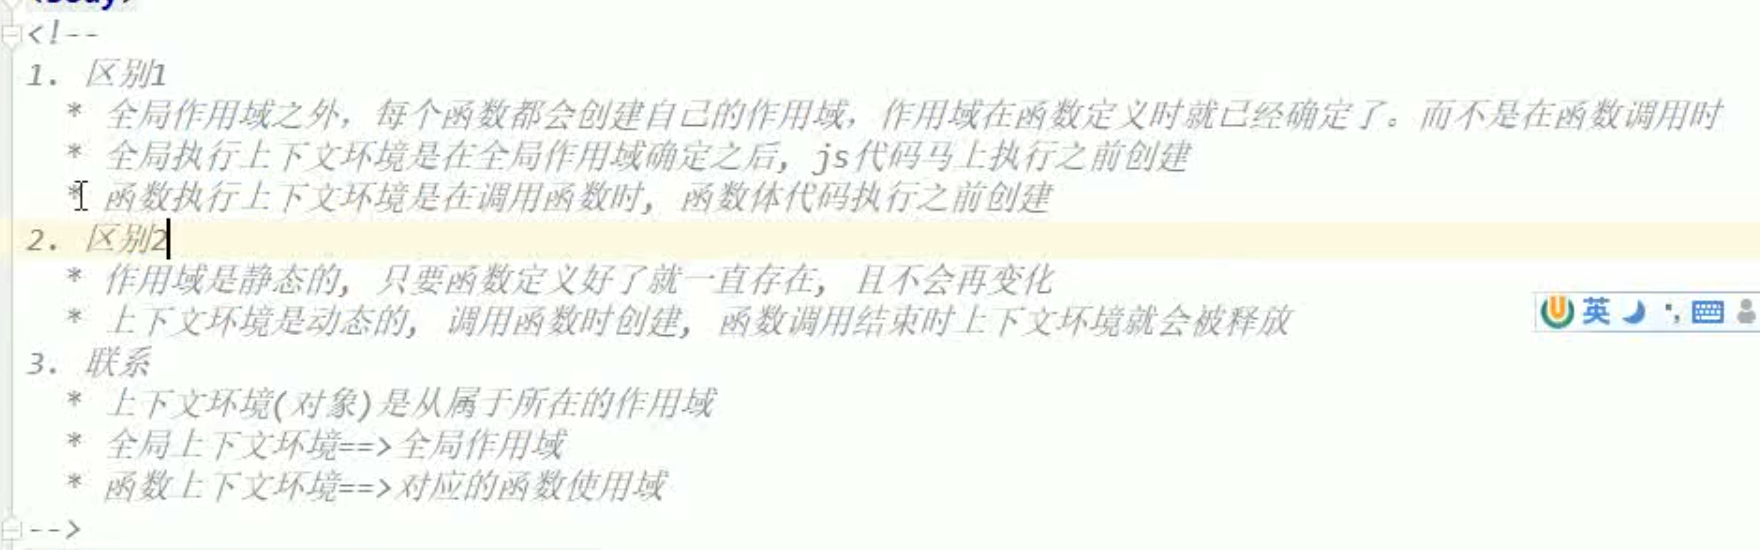 <body>
<!--
1. 区别1
* 全局作用域之外，每个函数都会创建自己的作用域，作用域在函数定义时就已经确定了。而不是在函数调用时
* 全局执行上下文环境是在全局作用域确定之后, js代码马上执行之前创建
* 函数执行上下文环境是在调用函数时, 函数体代码执行之前创建
2. 区别2
* 作用域是静态的, 只要函数定义好了就一直存在, 且不会再变化
* 上下文环境是动态的, 调用函数时创建, 函数调用结束时上下文环境就会被释放
英
3. 联系
* 上下文环境(对象)是从属于所在的作用域
* 全局上下文环境==>全局作用域
* 函数上下文环境==>对应的函数使用域
-->